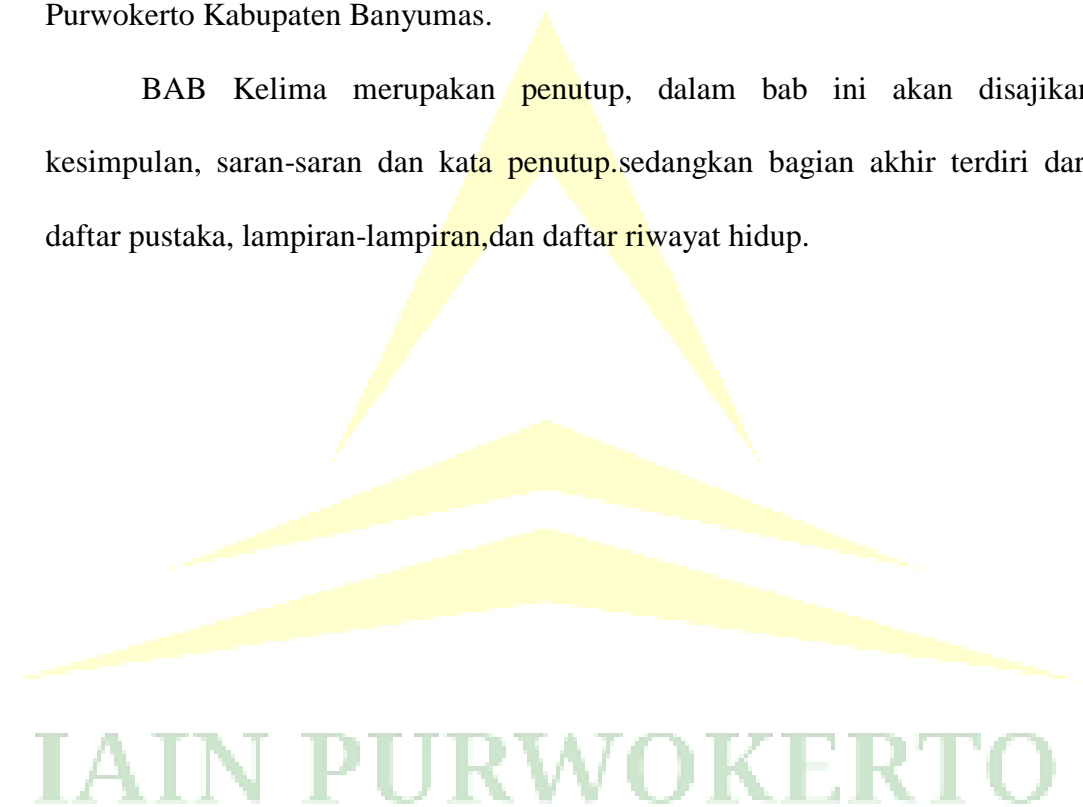 Purwokerto Kabupaten Banyumas.
BAB Kelima merupakan penutup, dalam bab ini akan disajikan
kesimpulan, saran-saran dan kata penutup.sedangkan bagian akhir terdiri dari
daftar pustaka, lampiran-lampiran,dan daftar riwayat hidup.
IAIN PURWOKERTO